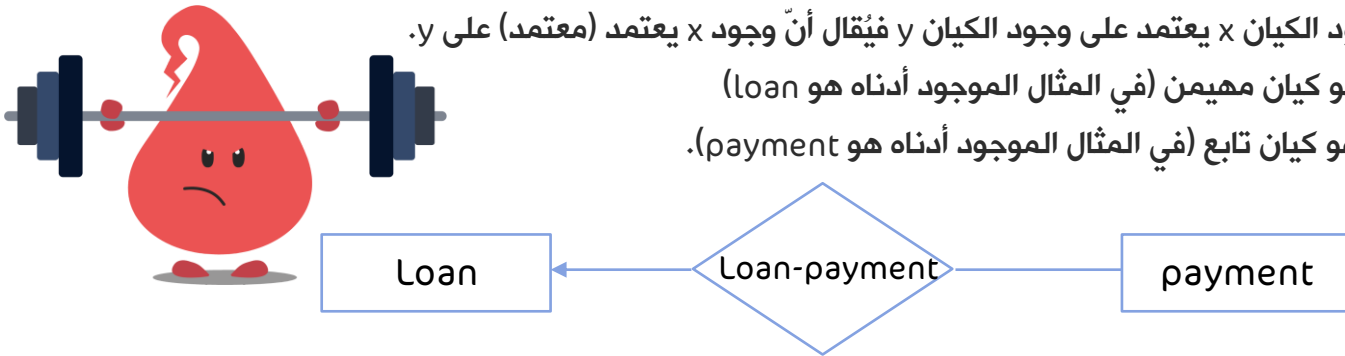 الكيان x يعتمد على وجود الكيان y فيُقال أنّ وجود x يعتمد (معتمد) على y.
كيان مهيمن (في المثال الموجود أدناه هو loan)
كيان تابع (في المثال الموجود أدناه هو payment).
Loan
Loan-payment
payment